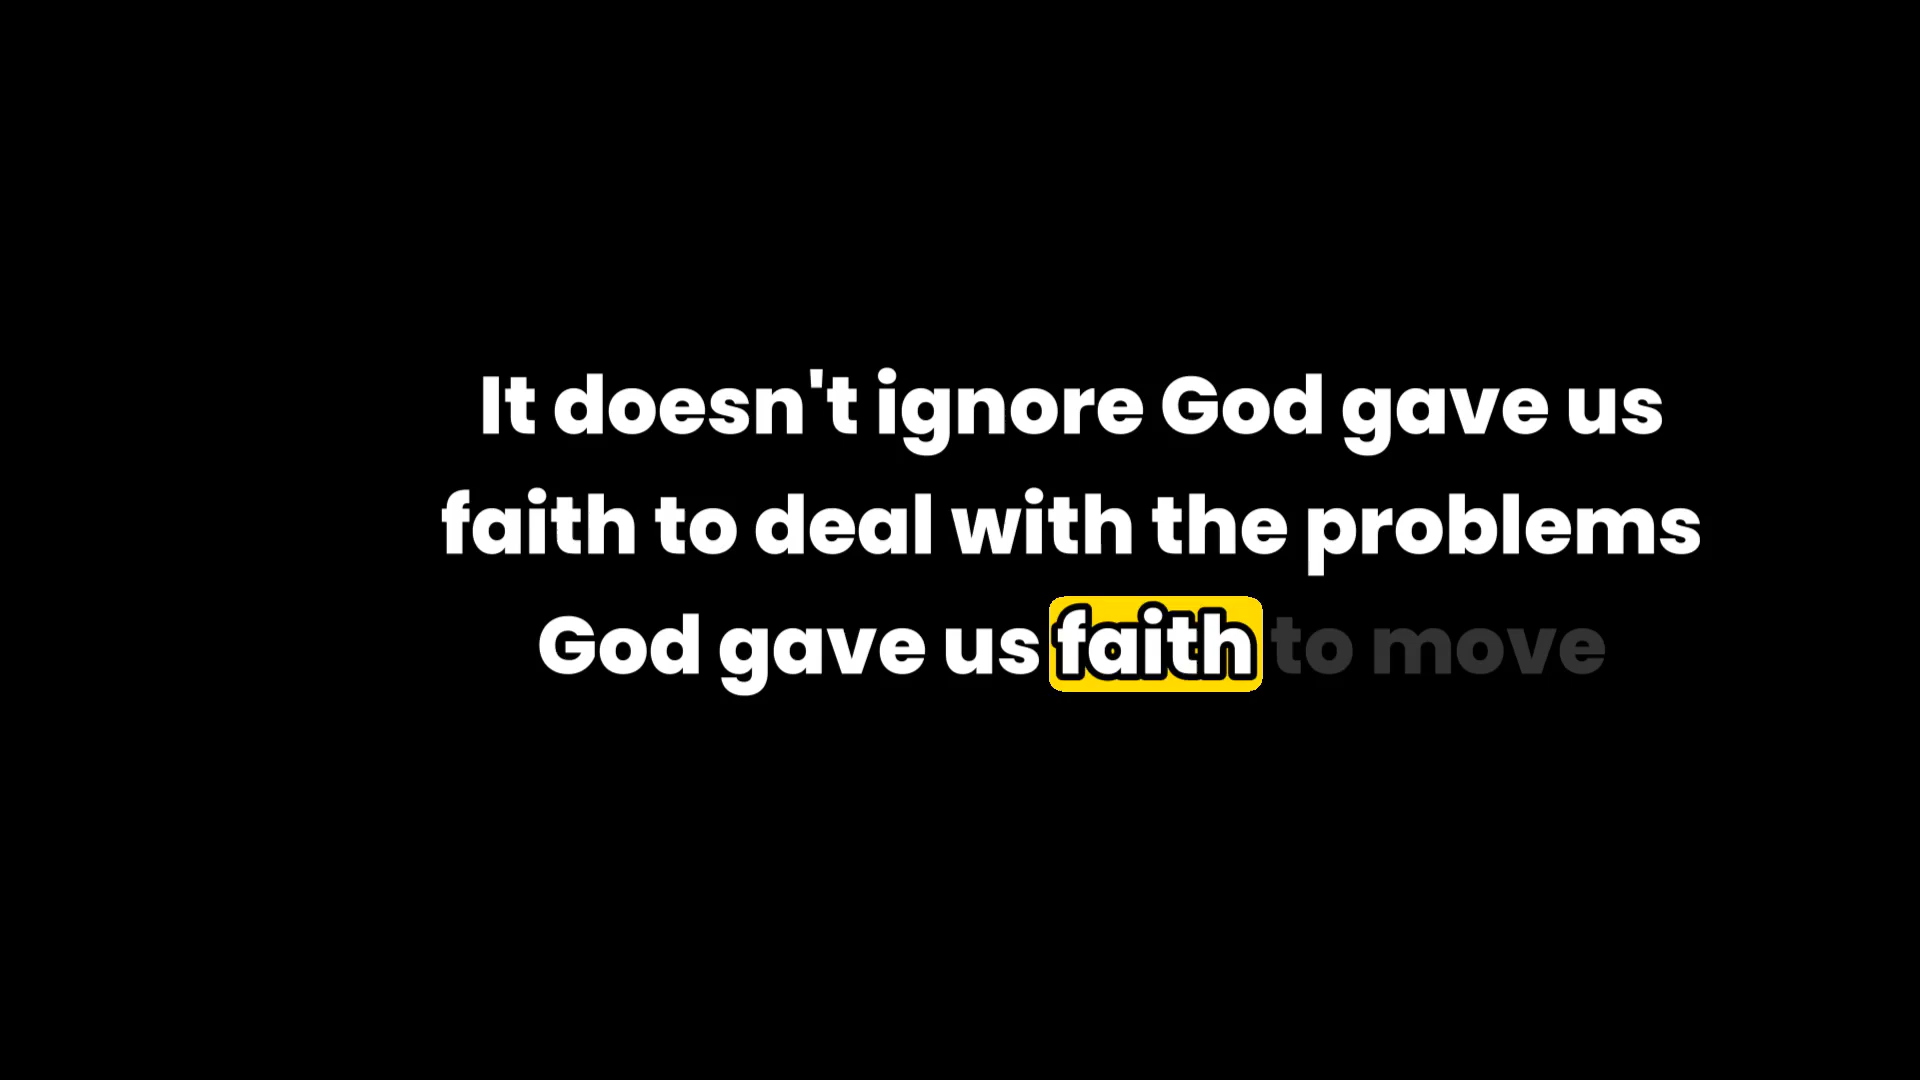 It doesn't ignore God gave us
faith to deal with the problems
God gave us faith to move